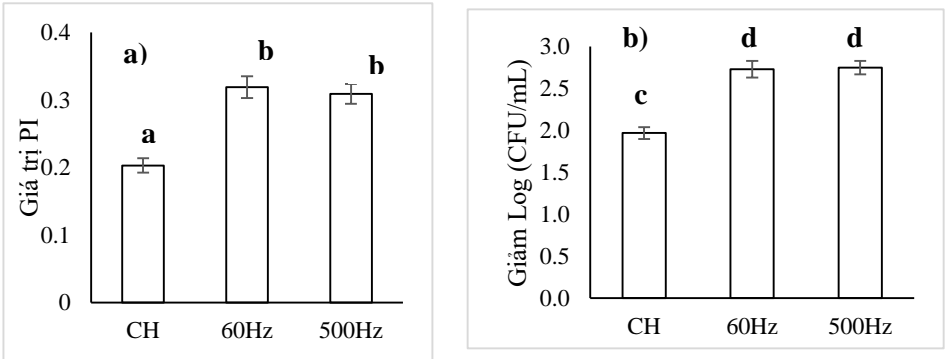 0.4
0.3
0.2
0.1
0
Giá trị PI
a)
a
b
b
CH 60Hz 500Hz
3.0
2.5
2.0
1.5
1.0
0.5
0.0
Giảm Log (CFU/mL)
b)
c
d
d
CH 60Hz 500Hz